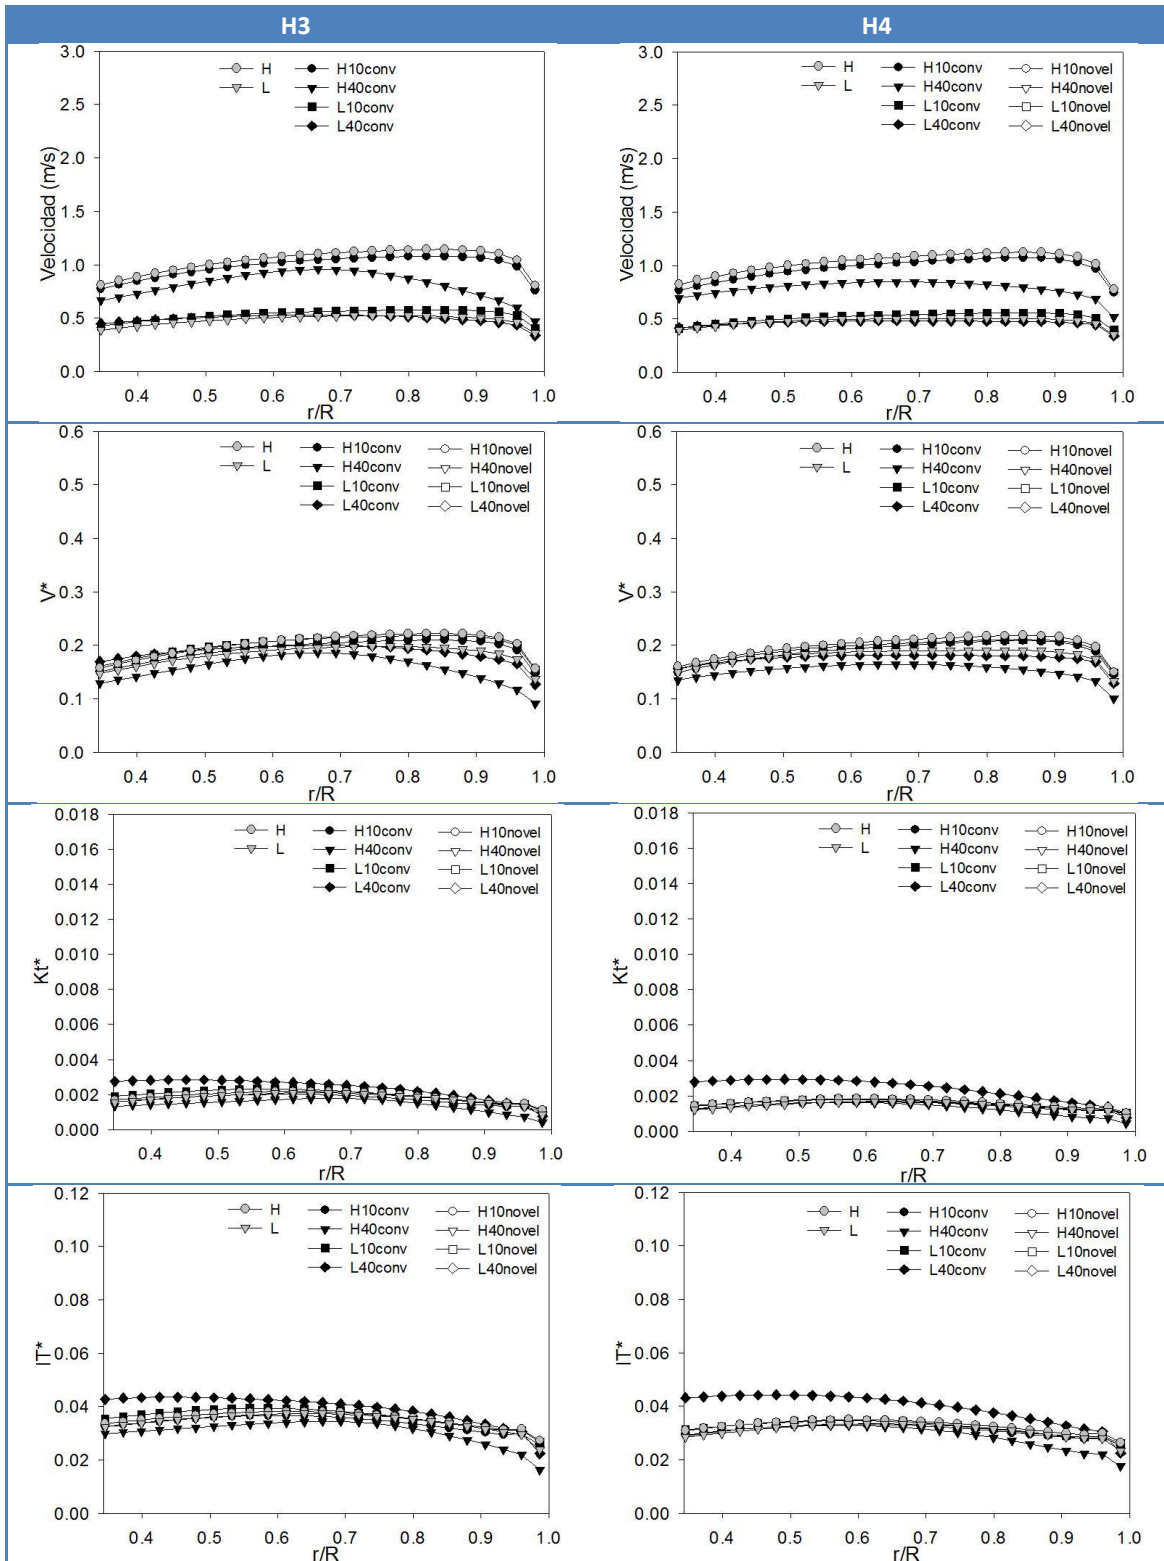 H3 H4
3.0
2.5
2.0
1.5
1.0
0.5
0.0
Velocidad (m/s)
H
L
H10conv
H40conv
L10conv
L40conv
0.4 0.5 0.6 0.7 0.8 0.9 1.0
r/R
3.0
2.5
2.0
1.5
1.0
0.5
0.0
Velocidad (m/s)
H
L
H10conv
H40conv
L10conv
L40conv
H10novel
H40novel
L10novel
L40novel
0.4 0.5 0.6 0.7 0.8 0.9 1.0
r/R
0.6
0.5
0.4
0.3
0.2
0.1
0.0
V*
H
L
H10conv
H40conv
L10conv
L40conv
H10novel
H40novel
L10novel
L40novel
0.4 0.5 0.6 0.7 0.8 0.9 1.0
r/R
0.6
0.5
0.4
0.3
0.2
0.1
0.0
V*
H
L
H10conv
H40conv
L10conv
L40conv
H10novel
H40novel
L10novel
L40novel
0.4 0.5 0.6 0.7 0.8 0.9 1.0
r/R
0.018
0.016
0.014
0.012
0.010
0.008
0.006
0.004
0.002
0.000
Kt*
H
L
H10conv
H40conv
L10conv
L40conv
H10novel
H40novel
L10novel
L40novel
0.4 0.5 0.6 0.7 0.8 0.9 1.0
r/R
0.018
0.016
0.014
0.012
0.010
0.008
0.006
0.004
0.002
0.000
Kt*
H
L
H10conv
H40conv
L10conv
L40conv
H10novel
H40novel
L10novel
L40novel
0.4 0.5 0.6 0.7 0.8 0.9 1.0
r/R
0.12
0.10
0.08
0.06
0.04
0.02
0.00
IT*
H
L
H10conv
H40conv
L10conv
L40conv
H10novel
H40novel
L10novel
L40novel
0.4 0.5 0.6 0.7 0.8 0.9 1.0
r/R
0.12
0.10
0.08
0.06
0.04
0.02
0.00
IT*
H
L
H10conv
H40conv
L10conv
L40conv
H10novel
H40novel
L10novel
L40novel
0.4 0.5 0.6 0.7 0.8 0.9 1.0
r/R